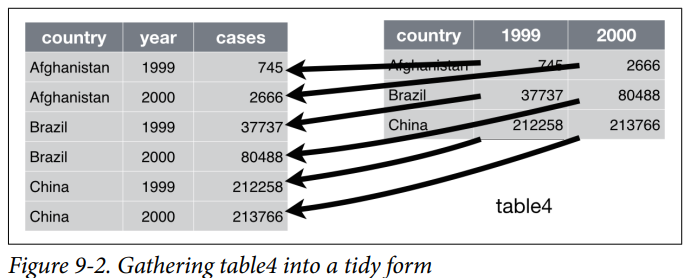 country year cases
Afghanistan 1999 745
Afghanistan 2000 2666
Brazil 1999 37737
Brazil 2000 80488
China 1999 212258
China 2000 213766
country 1999 2000
Afghanistan 745 2666
Brazil 37737 80488
China 212258 213766
table4
Figure 9-2. Gathering table4 into a tidy form